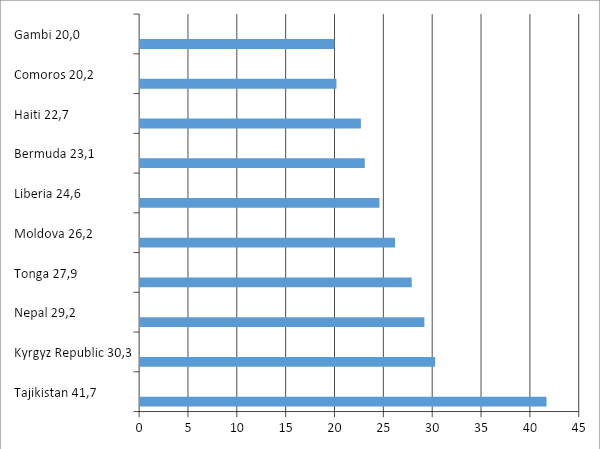 Gambi 20,0
Comoros 20,2
Haiti 22,7
Bermuda 23,1
Liberia 24,6
Moldova 26,2
Tonga 27,9
Nepal 29,2
Kyrgyz Republic 30,3
Tajikistan 41,7
0 5 10 15 20 25 30 35 40 45